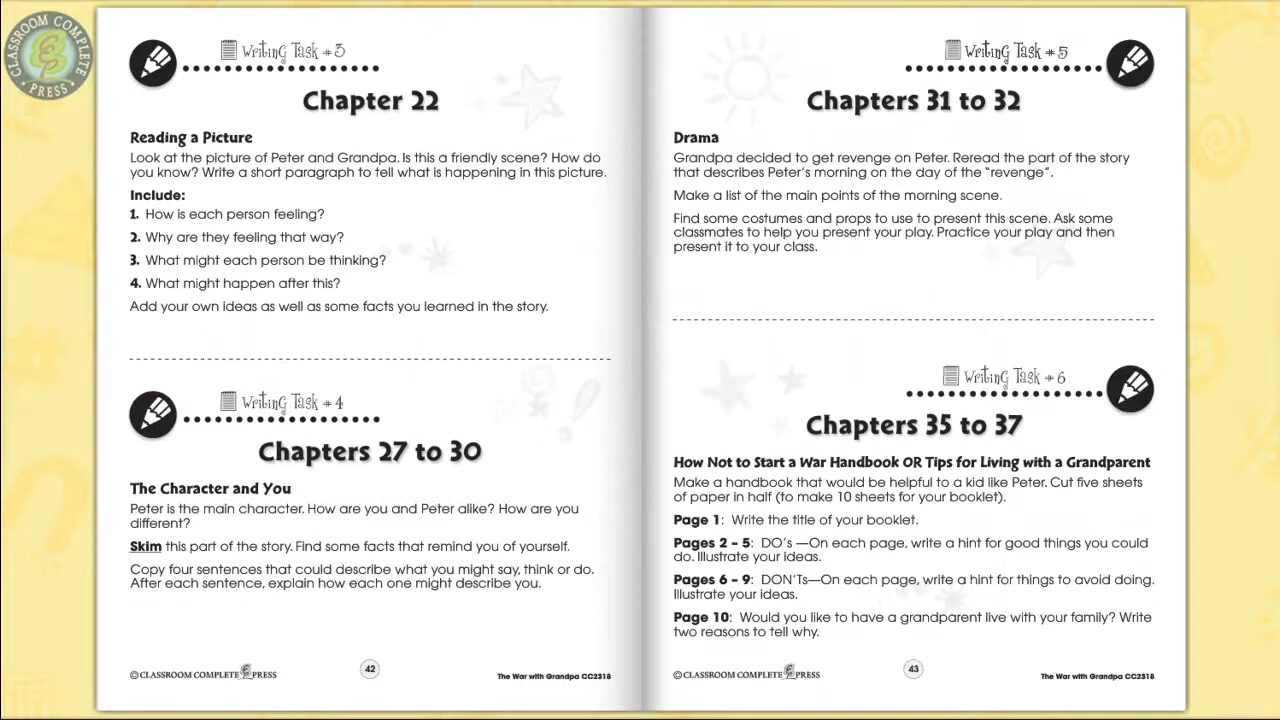 CLASSROOM COMPLETE
PRESS
Writing Task # 3
Chapter 22
Reading a Picture
Look at the picture of Peter and Grandpa. Is this a friendly scene? How do
you know? Write a short paragraph to tell what is happening in this picture.
Include:
1. How is each person feeling?
2. Why are they feeling that way?
3. What might each person be thinking?
4. What might happen after this?
Add your own ideas as well as some facts you learned in the story.
Writing Task # 4
Chapters 27 to 30
The Character and You
Peter is the main character. How are you and Peter alike? How are you
different?
Skim this part of the story. Find some facts that remind you of yourself.
Copy four sentences that could describe what you might say, think or do.
After each sentence, explain how each one might describe you.
©CLASSROOM COMPLETE PRESS
42
The War with Grandpa CC2318
Writing Task # 5
Chapters 31 to 32
Drama
Grandpa decided to get revenge on Peter. Reread the part of the story
that describes Peter's morning on the day of the "revenge".
Make a list of the main points of the morning scene.
Find some costumes and props to use to present this scene. Ask some
classmates to help you present your play. Practice your play and then
present it to your class.
Writing Task # 6
Chapters 35 to 37
How Not to Start a War Handbook OR Tips for Living with a Grandparent
Make a handbook that would be helpful to a kid like Peter. Cut five sheets
of paper in half (to make 10 sheets for your booklet).
Page 1: Write the title of your booklet.
Pages 2 – 5: DO's —On each page, write a hint for good things you could
do. Illustrate your ideas.
Pages 6 – 9: DON'Ts—On each page, write a hint for things to avoid doing.
Illustrate your ideas.
Page 10: Would you like to have a grandparent live with your family? Write
two reasons to tell why.
©CLASSROOM COMPLETE PRESS
43
The War with Grandpa CC2318